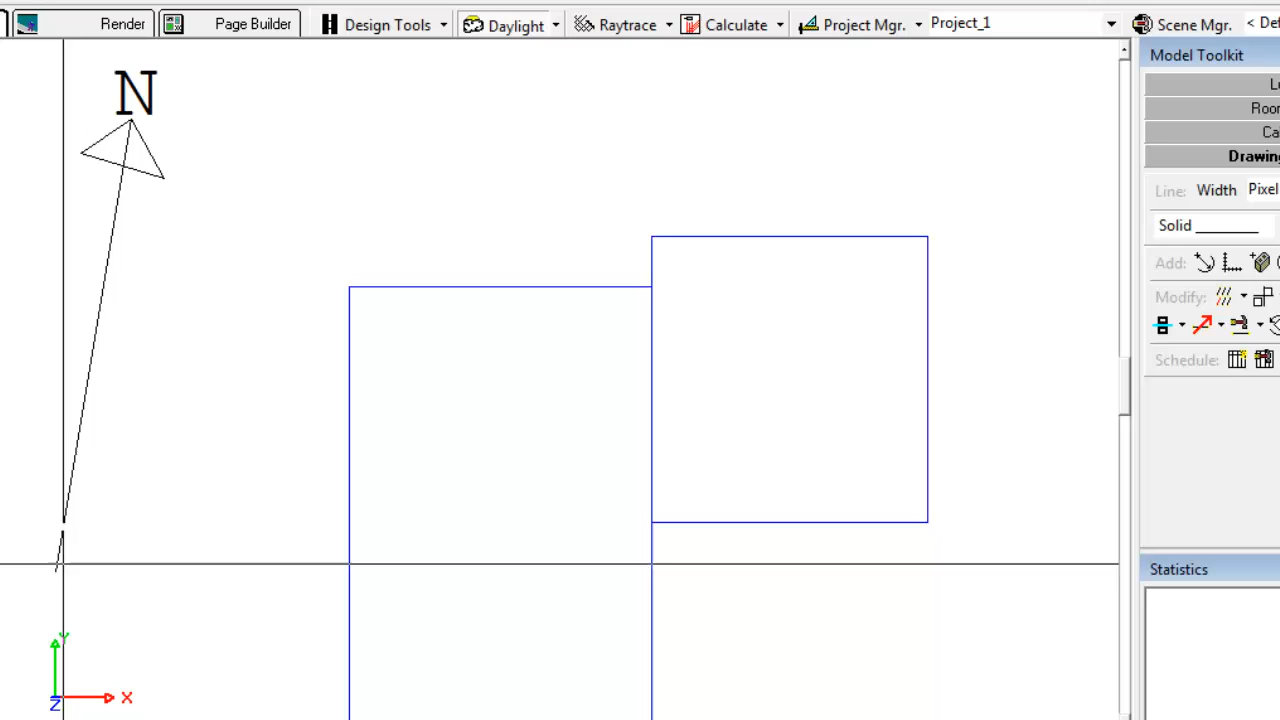 Render Page Builder Design Tools Daylight Raytrace Calculate Project Mgr. Project_1 Scene Mgr.
N
Model Toolkit
Drawing
Line: Width Pixel
Solid
Add:
Modify:
Schedule:
Statistics
Y
Z X